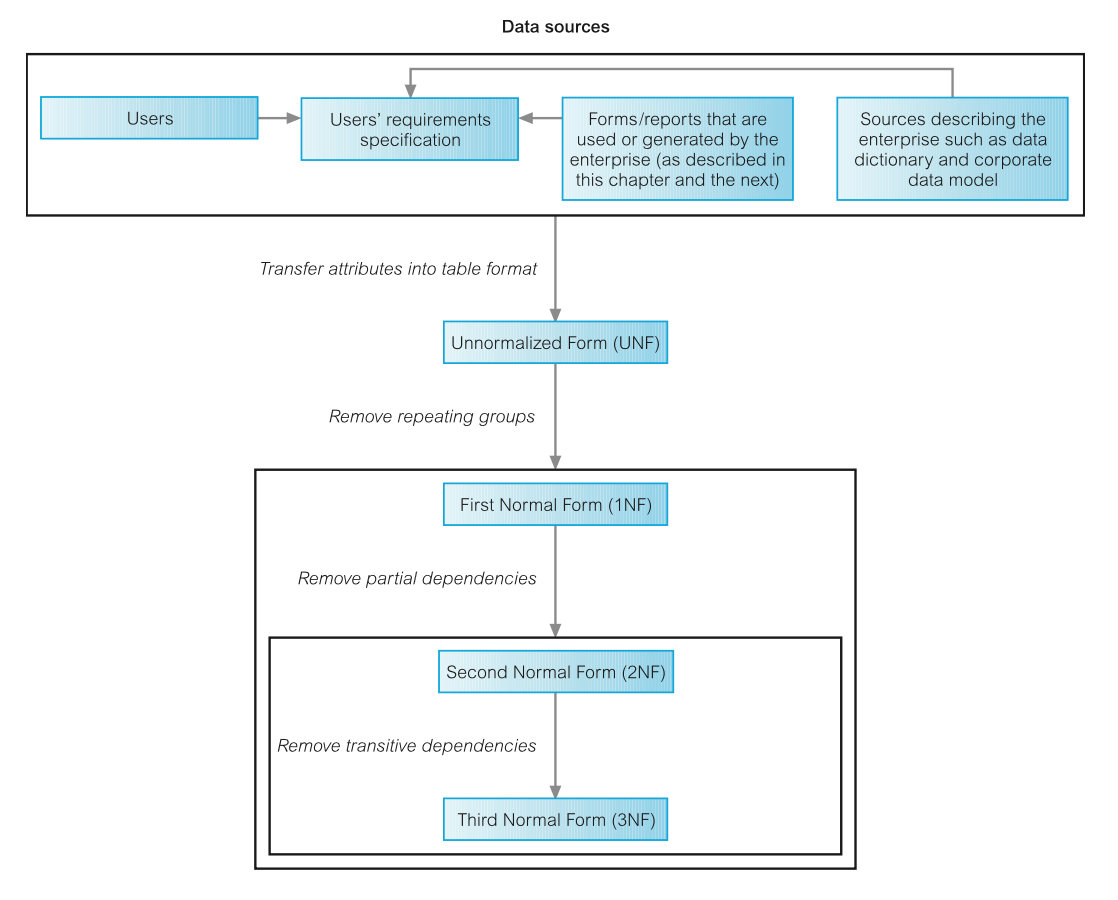 Data sources
Users
Users’ requirements
specification
Forms/reports that are
used or generated by the
enterprise (as described in
this chapter and the next)
Sources describing the
enterprise such as data
dictionary and corporate
data model
Transfer attributes into table format
Unnormalized Form (UNF)
Remove repeating groups
First Normal Form (1NF)
Remove partial dependencies
Second Normal Form (2NF)
Remove transitive dependencies
Third Normal Form (3NF)